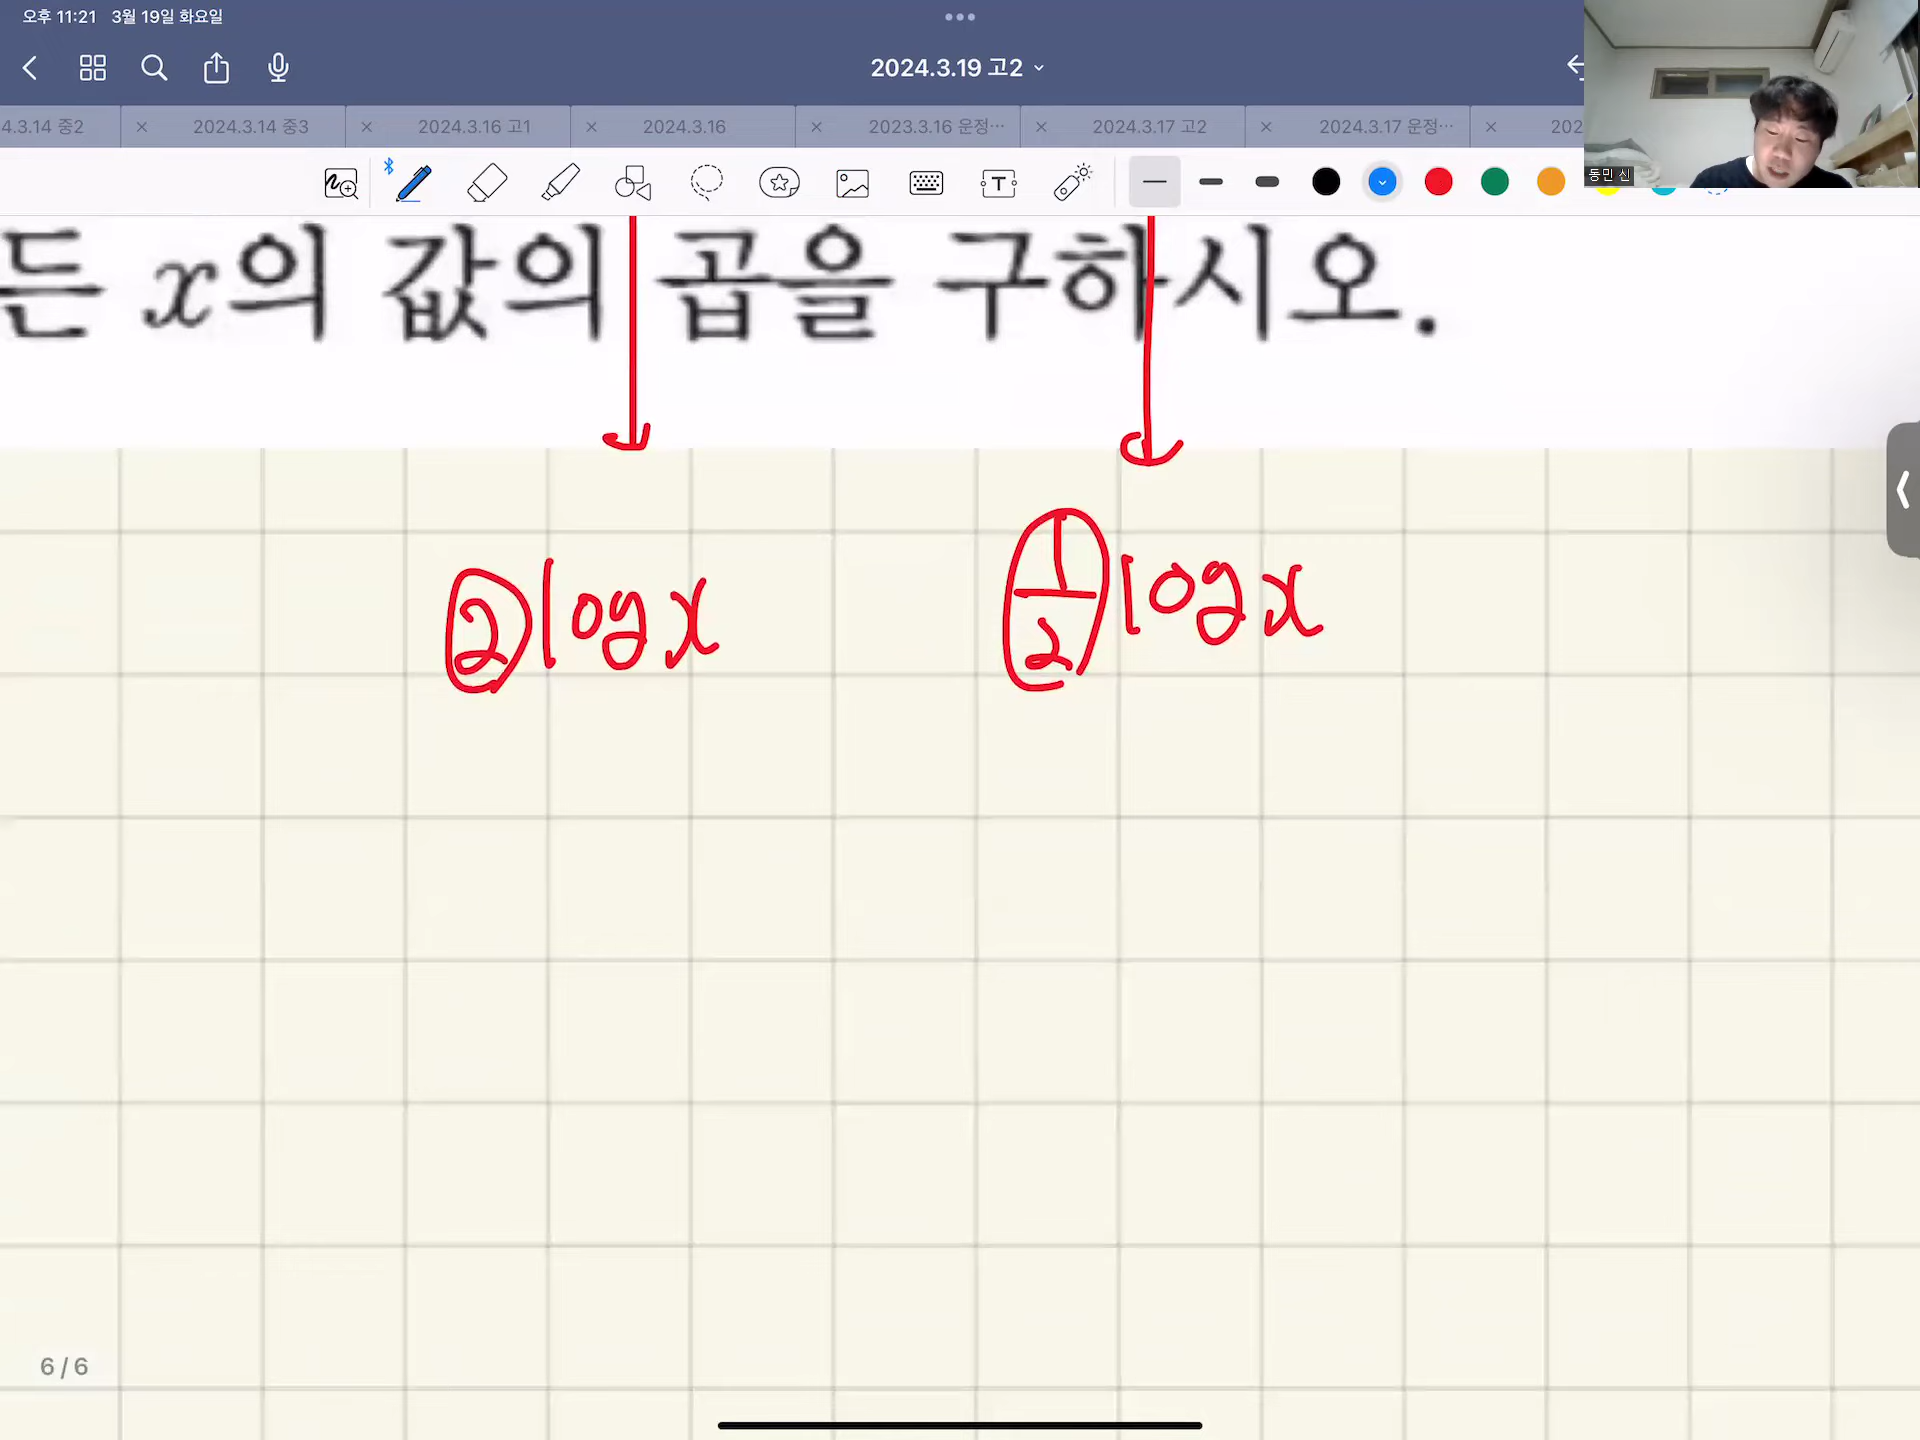 오후 11:21 3월 19일 화요일
2024.3.19 고2
4.3.14 중2
2024.3.14 중3
2024.3.16 고1
2024.3.16
2023.3.16 운정…
2024.3.17 고2
2024.3.17 운정…
202
동민 신
든 x의 값의 곱을 구하시오.
2 log x
1/2 log x
6 / 6